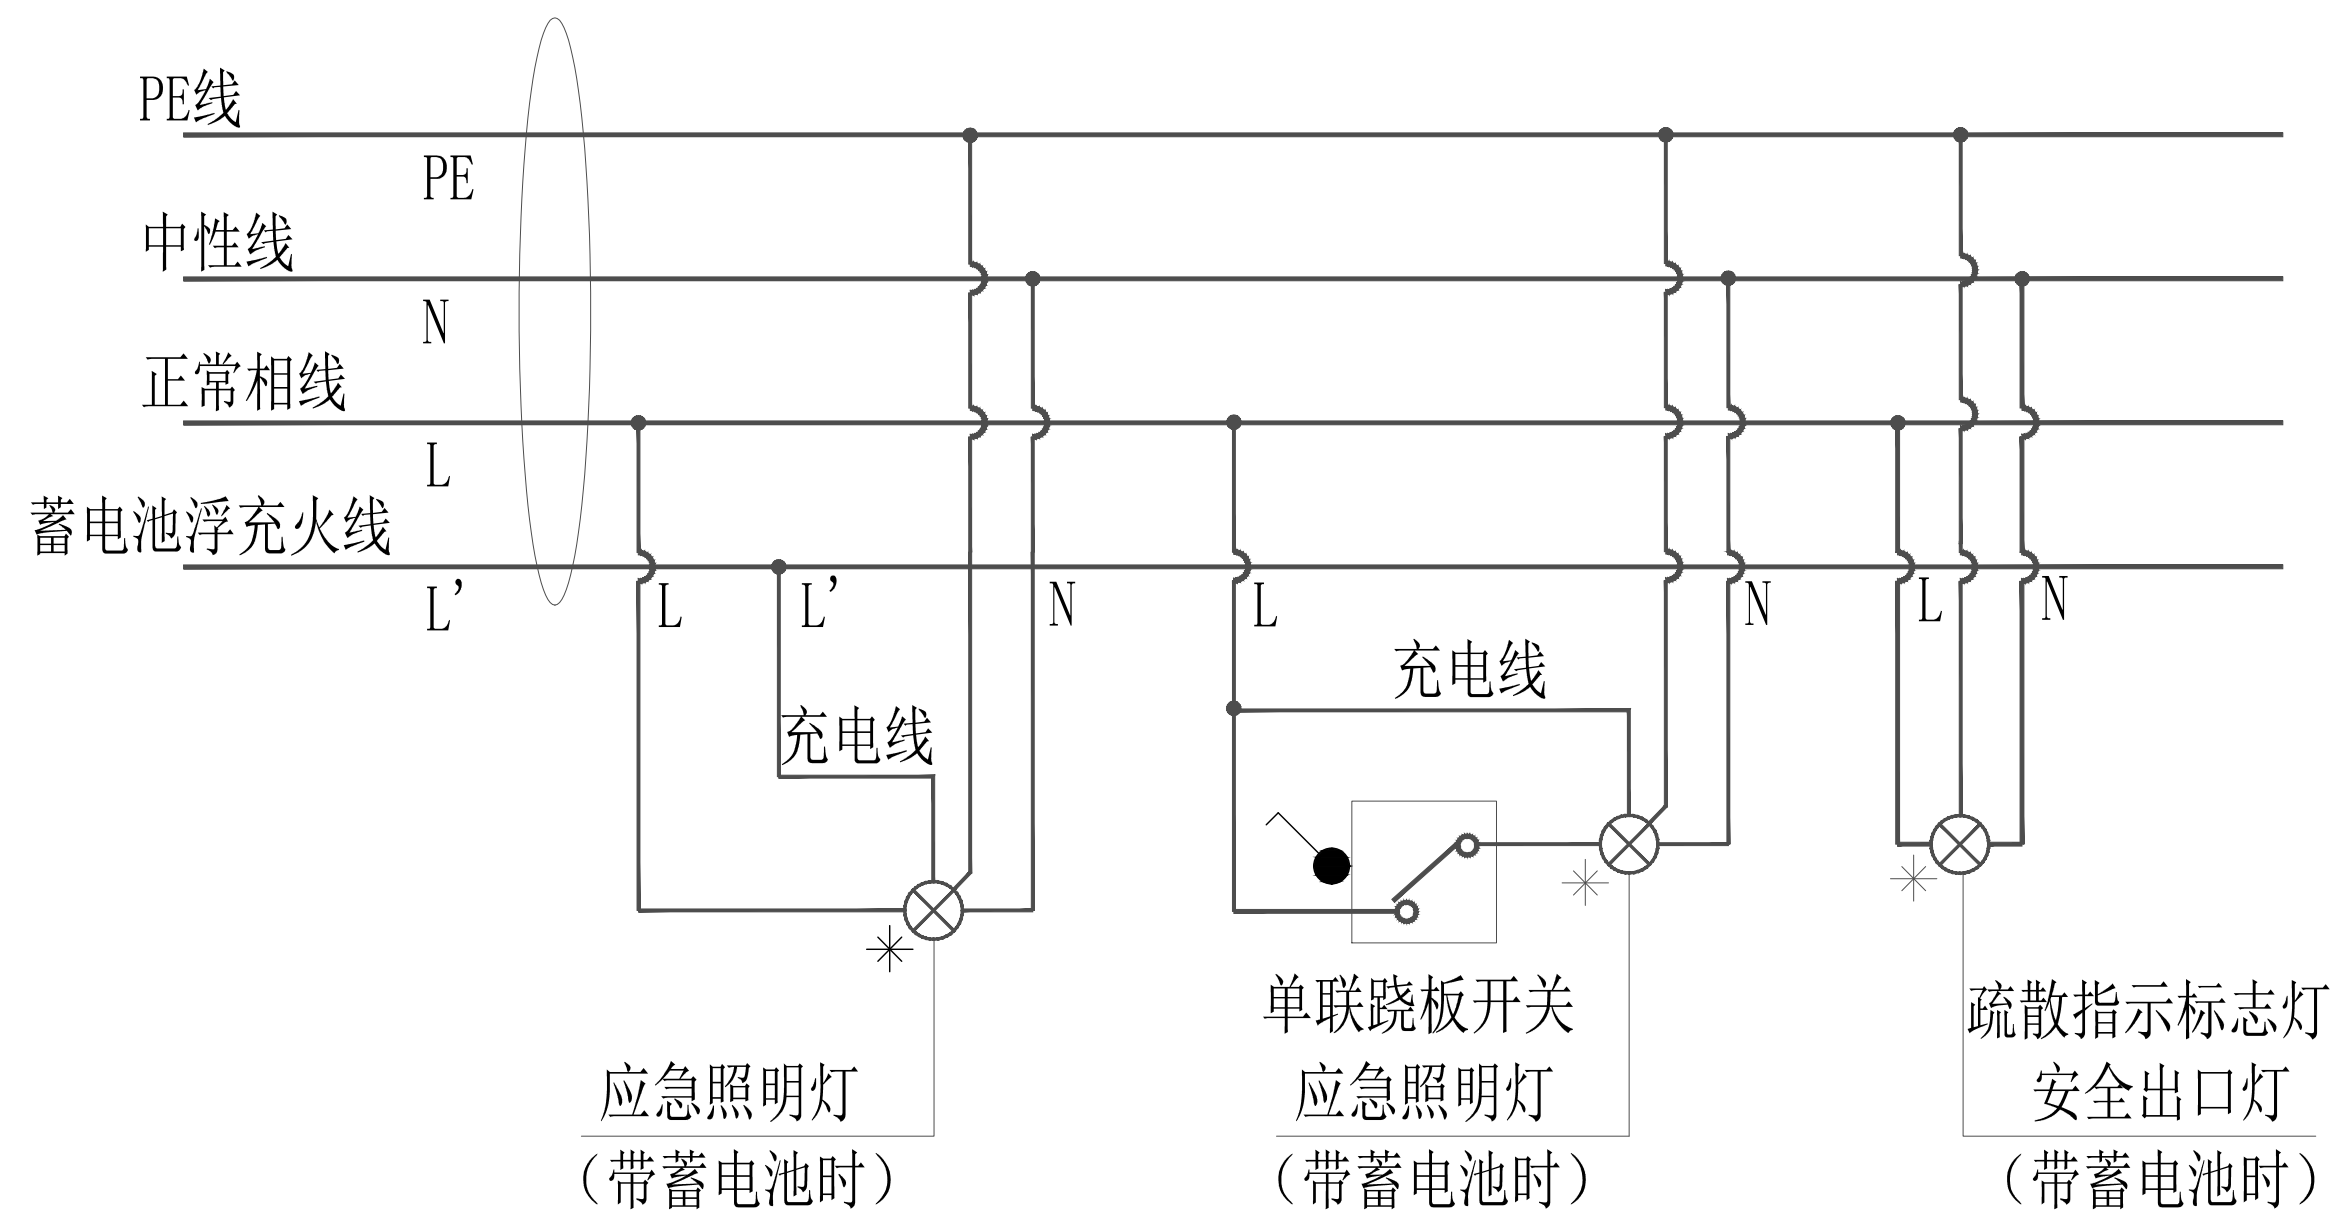 PE线
PE
中性线
N
正常相线
L
蓄电池浮充火线
L’
L
L’
N
L
N
L
N
充电线
充电线
单联跷板开关
应急照明灯
(带蓄电池时)
应急照明灯
(带蓄电池时)
疏散指示标志灯
安全出口灯
(带蓄电池时)